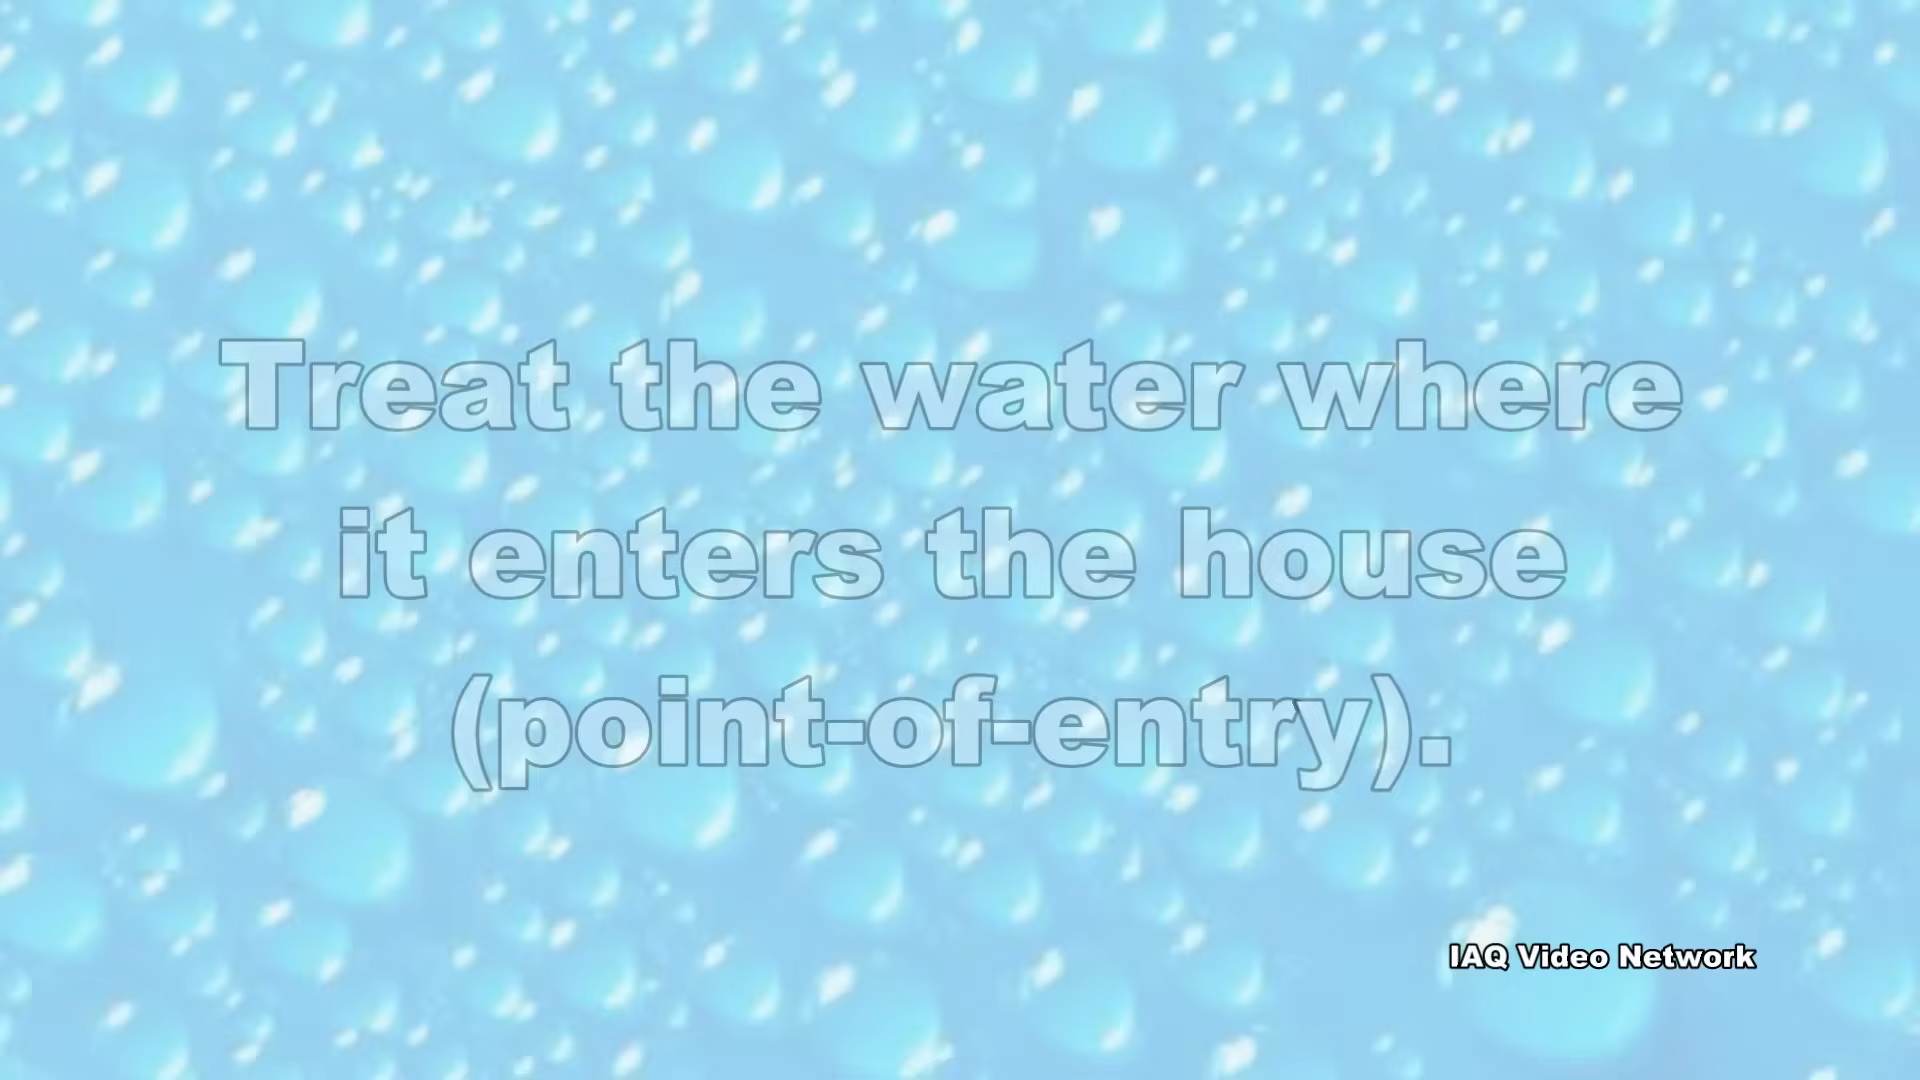 Treat the water where
it enters the house
(point-of-entry).
IAQ Video Network